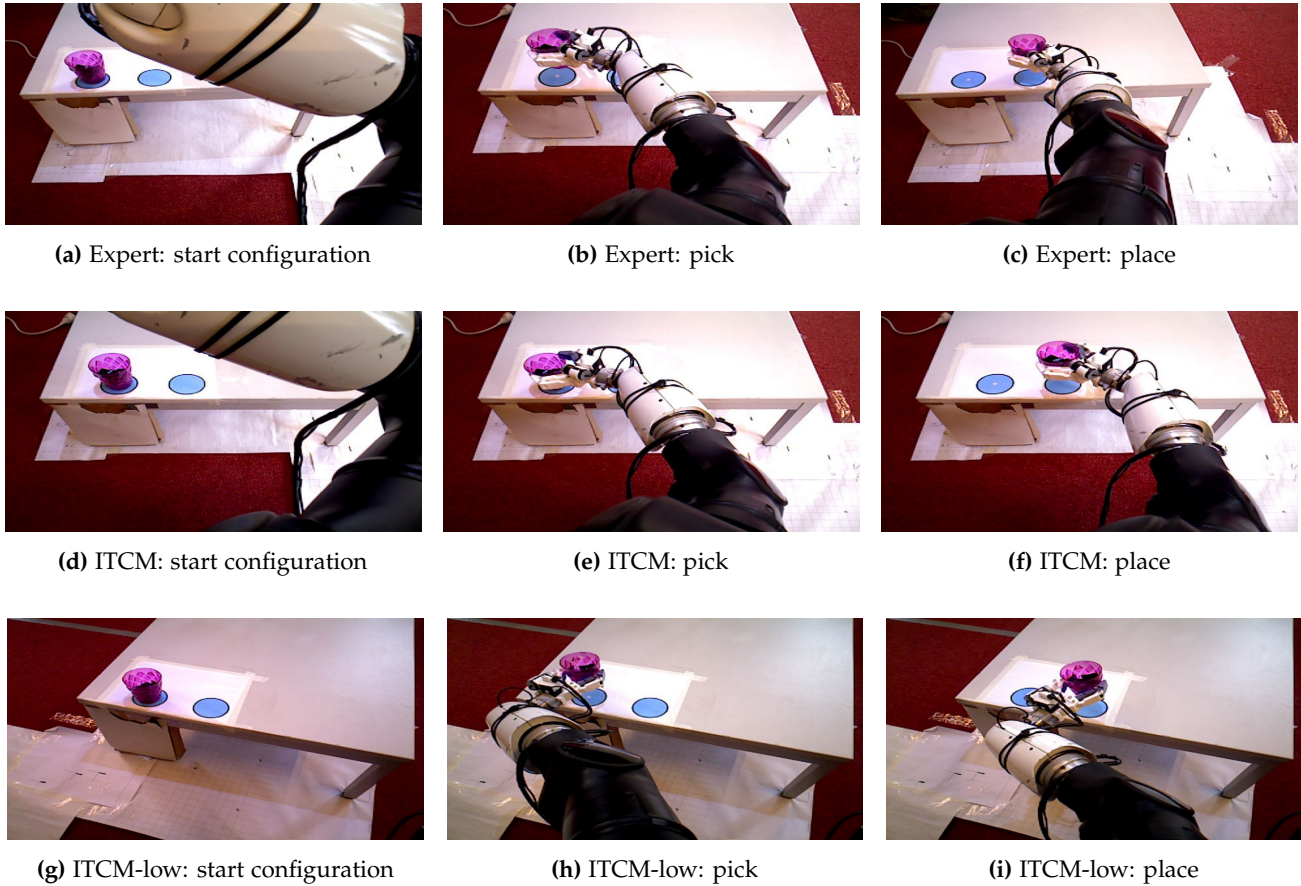 (a) Expert: start configuration
(b) Expert: pick
(c) Expert: place
(d) ITCM: start configuration
(e) ITCM: pick
(f) ITCM: place
(g) ITCM-low: start configuration
(h) ITCM-low: pick
(i) ITCM-low: place